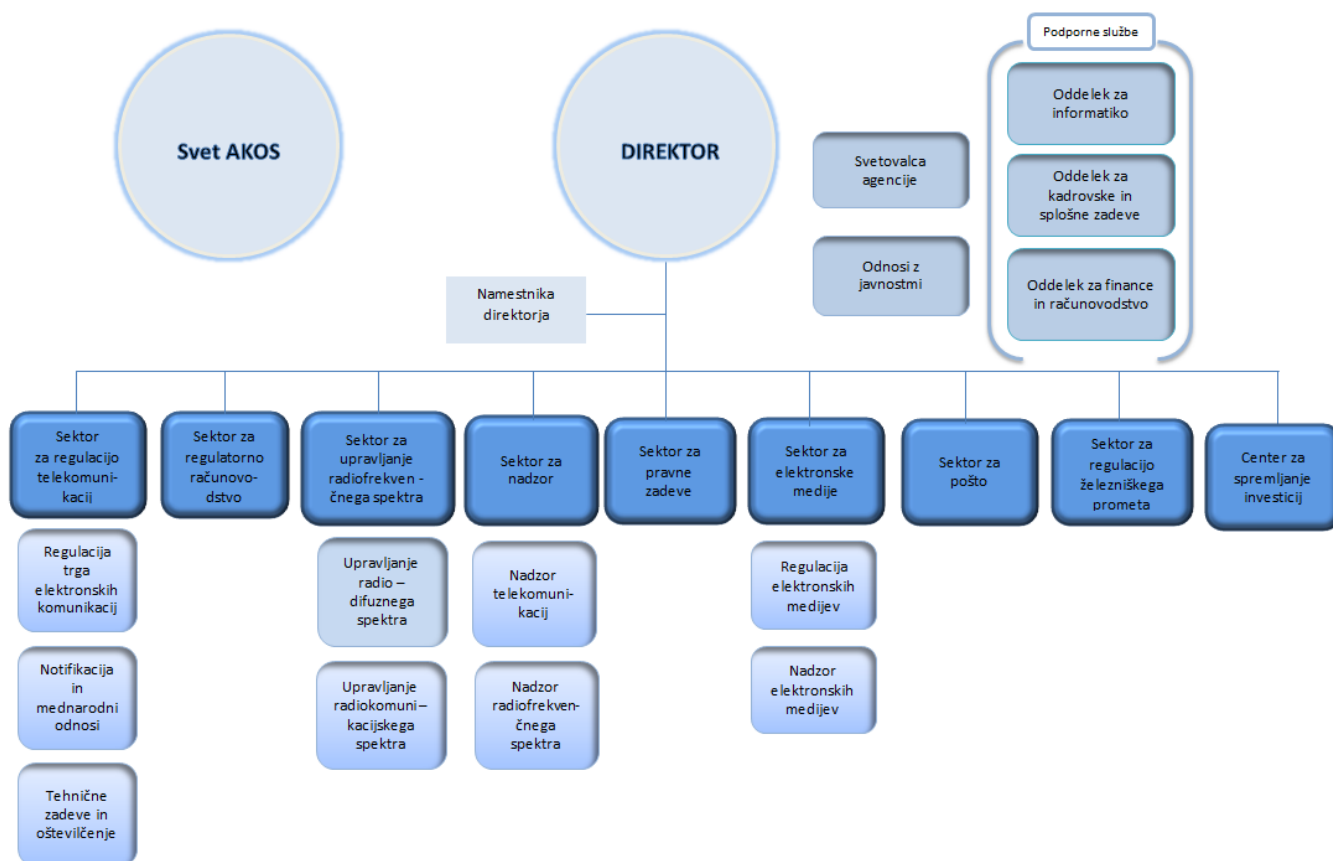 Podporne službe
Svet AKOS
DIREKTOR
Svetovalca
agencije
Odnosi z
javnostmi
Oddelek za
informatiko
Oddelek za
kadrovske in
splošne zadeve
Oddelek za finance
in računovodstvo
Namestnika
direktorja
Sektor
za regulacijo
telekomuni-
kacij
Sektor za
regulatorno
računovo-
dstvo
Sektor za
upravljanje
radiofrekven -
čnega spektra
Sektor za
nadzor
Sektor za
pravne
zadeve
Sektor za
elektronske
medije
Sektor za
pošto
Sektor za
regulacijo
železniškega
prometa
Center za
spremljanje
investicij
Regulacija
trga
elektronskih
komunikacij
Notifikacija
in
mednarodni
odnosi
Tehnične
zadeve in
oštevilčenje
Upravljanje
radio –
difuznega
spektra
Upravljanje
radiokomuni –
kacijskega
spektra
Nadzor
telekomuni-
kacij
Nadzor
radiofrekven-
čnega
spektra
Regulacija
elektronskih
medijev
Nadzor
elektronskih
medijev